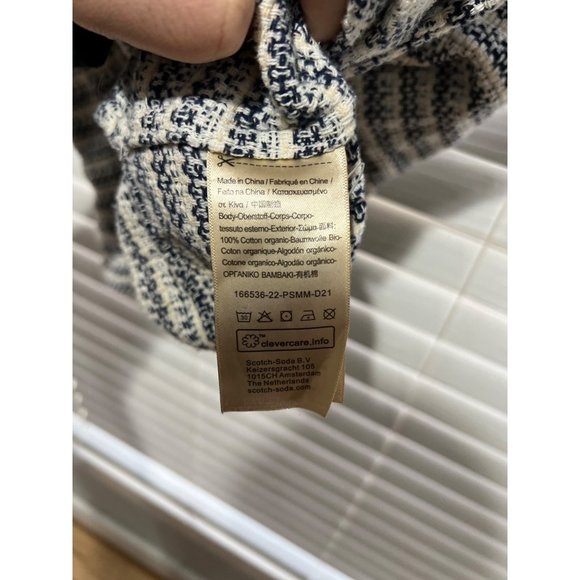 Made in China / Fabriqué en Chine /
Feito na China / Κατασκευασμένο
σε Κίνα / 中国制造
Body-Oberstoff-Corps-Corpo-
tessuto esterno-Exterior-Σώμα-面料:
100% Cotton organic-Baumwolle Bio-
Coton organique-Algodón orgánico-
Cotone organico-Algodão orgânico-
ΟΡΓΑΝΙΚΟ ΒΑΜΒΑΚΙ-有机棉
166536-22-PSMM-D21
30
™ clevercare.info
Scotch-Soda B.V
Keizersgracht 105
1015CH Amsterdam
The Netherlands
scotch-soda.com